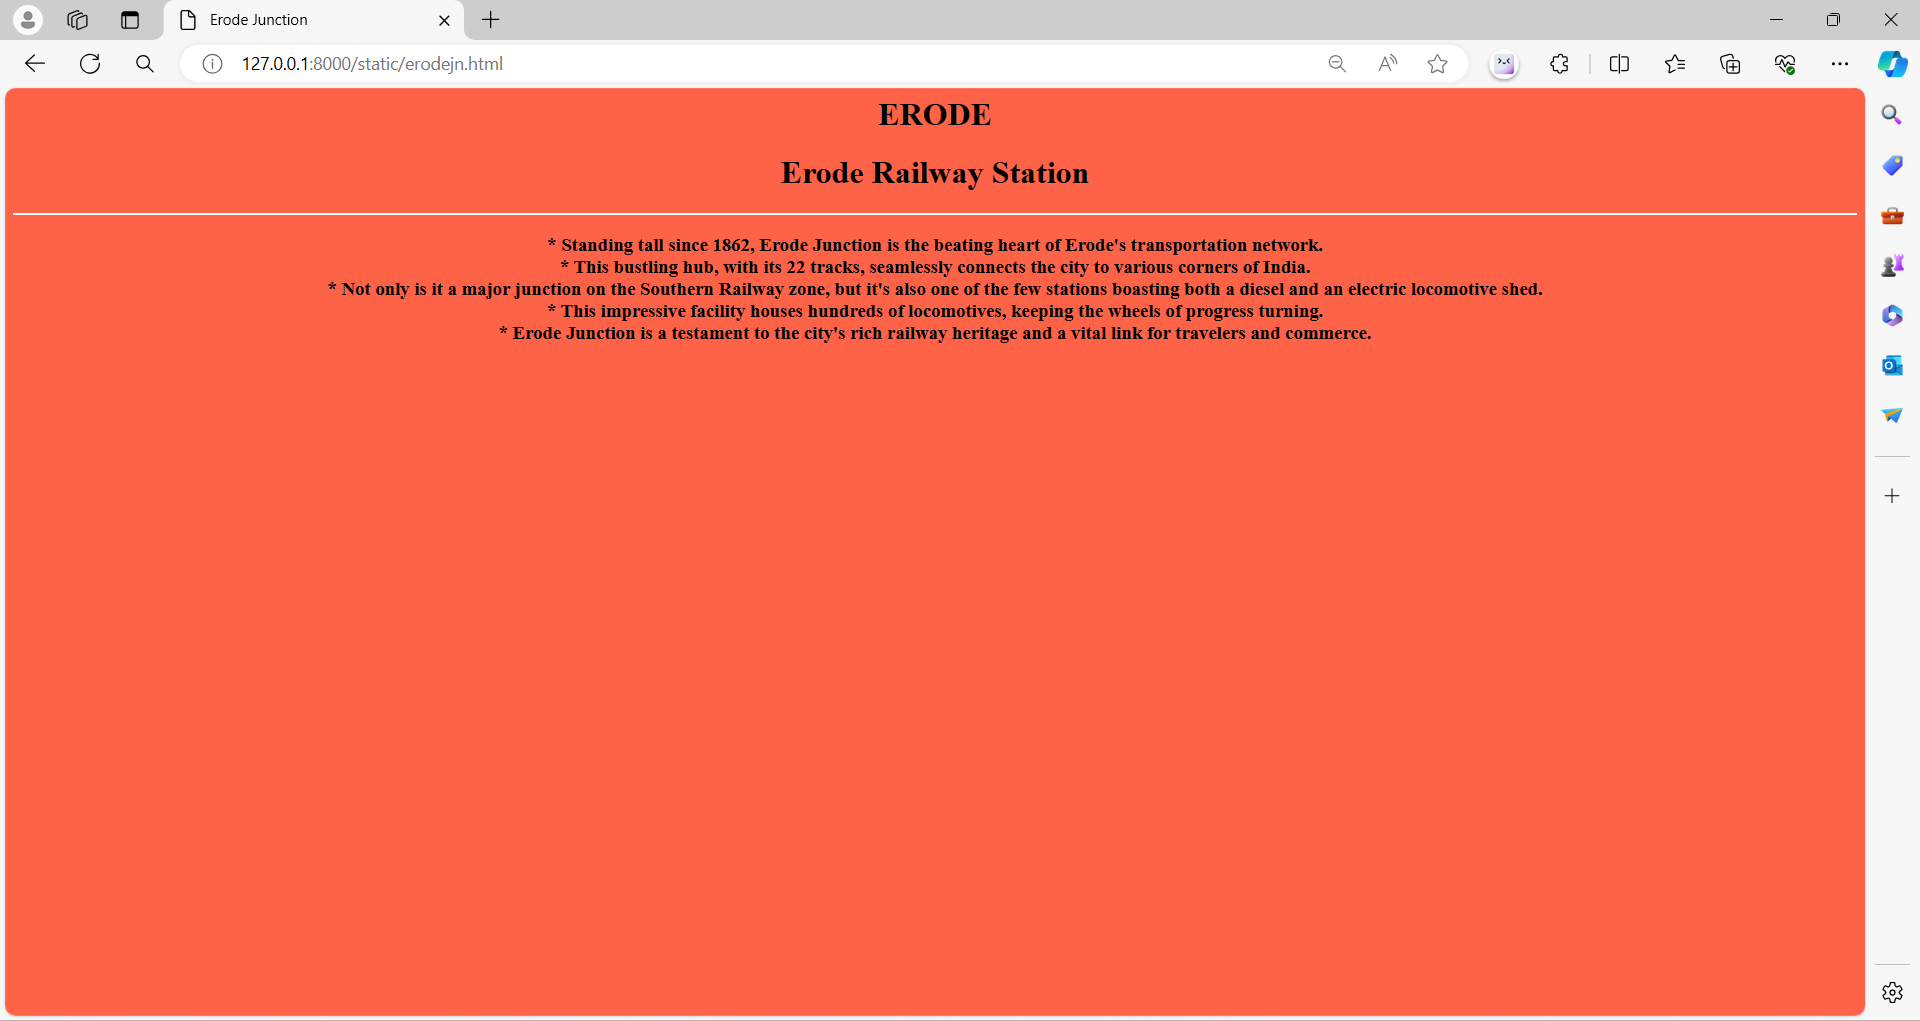 Erode Junction
127.0.0.1:8000/static/erodejn.html
ERODE
Erode Railway Station
* Standing tall since 1862, Erode Junction is the beating heart of Erode's transportation network.
* This bustling hub, with its 22 tracks, seamlessly connects the city to various corners of India.
* Not only is it a major junction on the Southern Railway zone, but it's also one of the few stations boasting both a diesel and an electric locomotive shed.
* This impressive facility houses hundreds of locomotives, keeping the wheels of progress turning.
* Erode Junction is a testament to the city's rich railway heritage and a vital link for travelers and commerce.